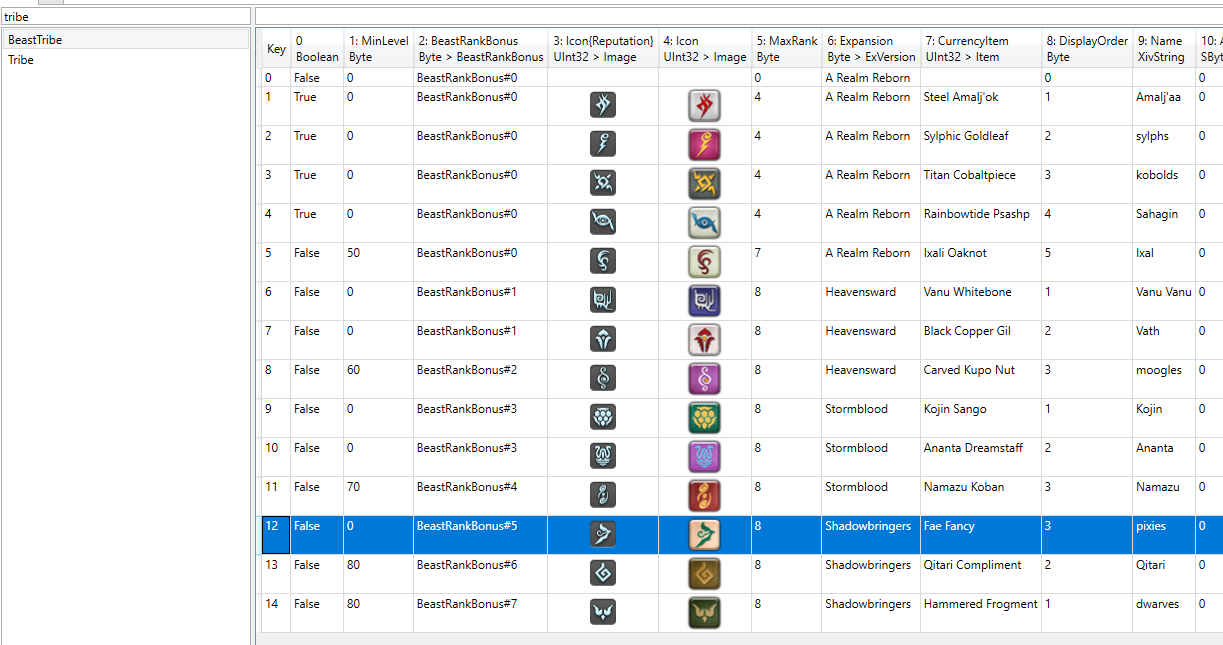 tribe
BeastTribe
Tribe
Key 0 1: MinLevel 2: BeastRankBonus 3: Icon{Reputation} 4: Icon 5: MaxRank 6: Expansion 7: CurrencyItem 8: DisplayOrder 9: Name 10:
Boolean Byte Byte > BeastRankBonus UInt32 > Image UInt32 > Image Byte Byte > ExVersion UInt32 > Item Byte XivString
0 False 0 BeastRankBonus#0 0 A Realm Reborn 0 0
1 True 0 BeastRankBonus#0 4 A Realm Reborn Steel Amalj'ok 1 Amalj'aa 0
2 True 0 BeastRankBonus#0 4 A Realm Reborn Sylphic Goldleaf 2 sylphs 0
3 True 0 BeastRankBonus#0 4 A Realm Reborn Titan Cobaltpiece 3 kobolds 0
4 True 0 BeastRankBonus#0 4 A Realm Reborn Rainbowtide Psashp 4 Sahagin 0
5 False 50 BeastRankBonus#0 7 A Realm Reborn Ixali Oaknot 5 Ixal 0
6 False 0 BeastRankBonus#1 8 Heavensward Vanu Whitebone 1 Vanu Vanu 0
7 False 0 BeastRankBonus#1 8 Heavensward Black Copper Gil 2 Vath 0
8 False 60 BeastRankBonus#2 8 Heavensward Carved Kupo Nut 3 moogles 0
9 False 0 BeastRankBonus#3 8 Stormblood Kojin Sango 1 Kojin 0
10 False 0 BeastRankBonus#3 8 Stormblood Ananta Dreamstaff 2 Ananta 0
11 False 70 BeastRankBonus#4 8 Stormblood Namazu Koban 3 Namazu 0
12 False 0 BeastRankBonus#5 8 Shadowbringers Fae Fancy 3 pixies 0
13 False 80 BeastRankBonus#6 8 Shadowbringers Qitari Compliment 2 Qitari 0
14 False 80 BeastRankBonus#7 8 Shadowbringers Hammered Frogment 1 dwarves 0